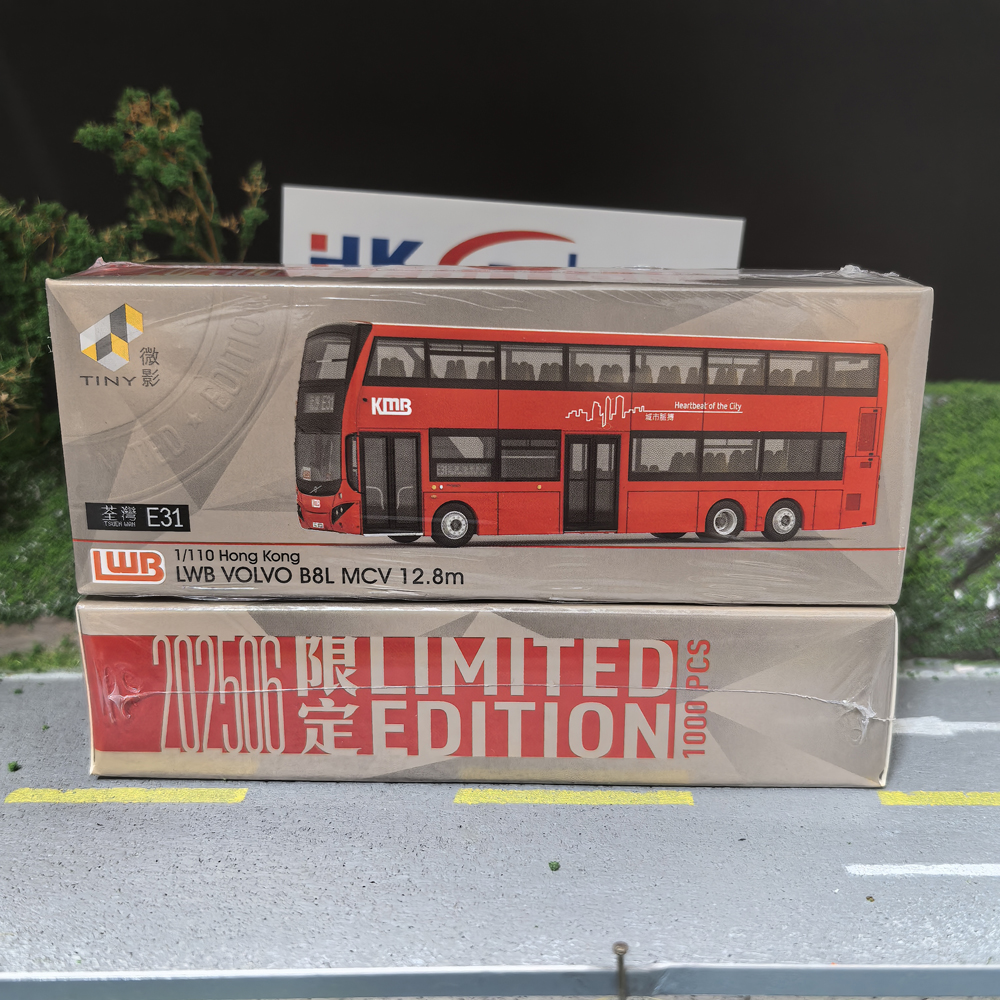 HK
TINY 微影
E31
KMB
Heartbeat of the City
城市脈搏
荃灣 E31
TSUEN WAN
LWB
1/110 Hong Kong
LWB VOLVO B8L MCV 12.8m
202506 限定 LIMITED
EDITION
1000 PCS